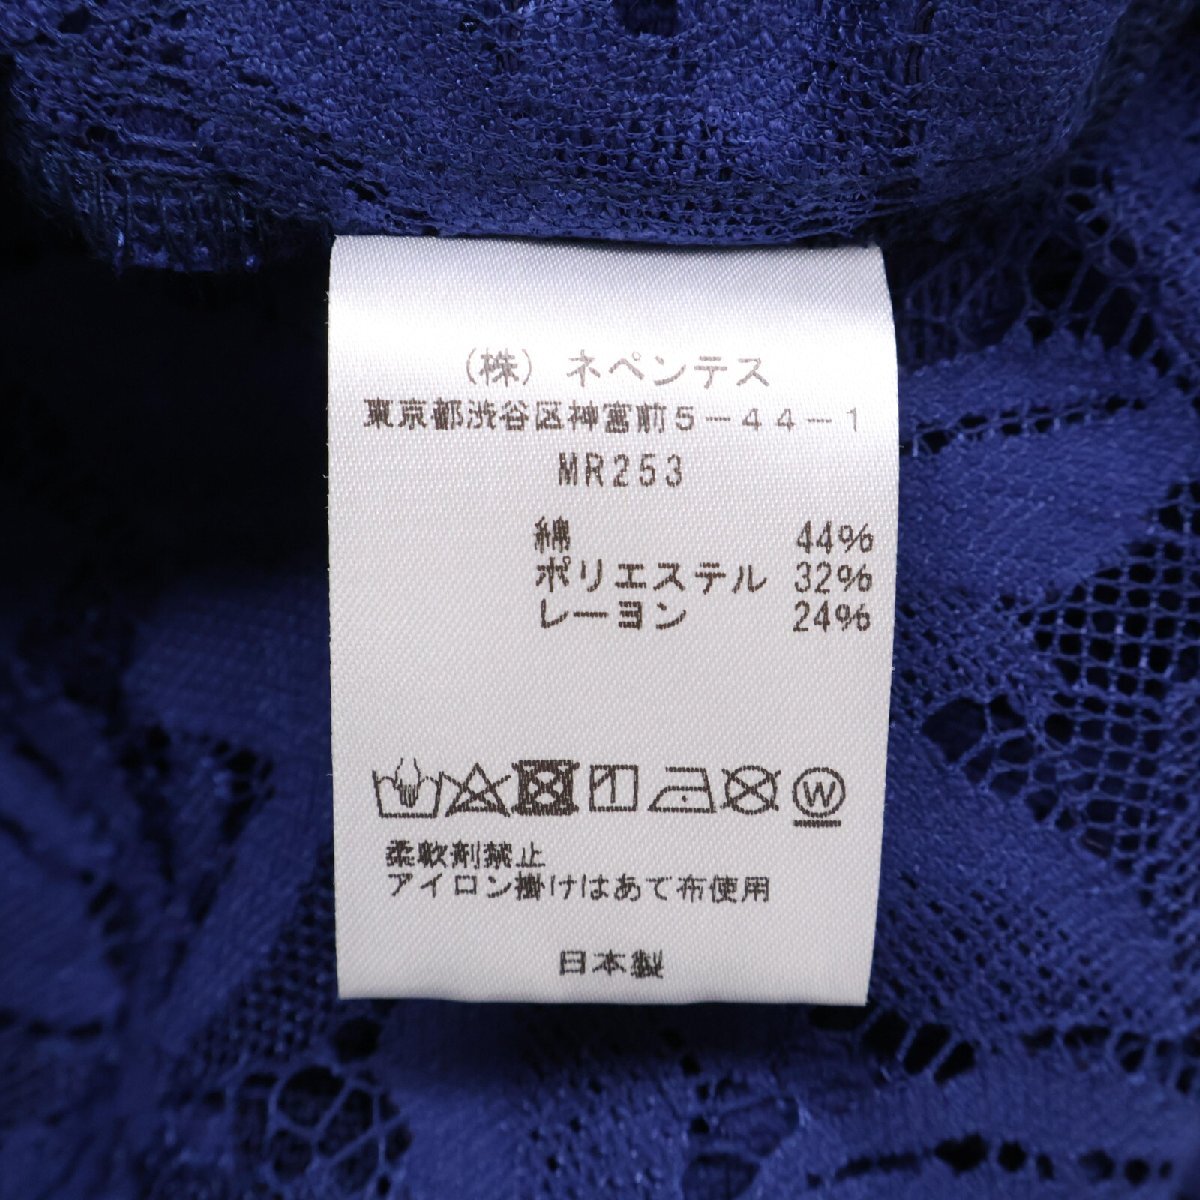 (株) ネペンテス
東京都渋谷区神宮前5-44-1
MR253
綿 44%
ポリエステル 32%
レーヨン 24%
W
柔軟剤禁止
アイロン掛けはあて布使用
日本製